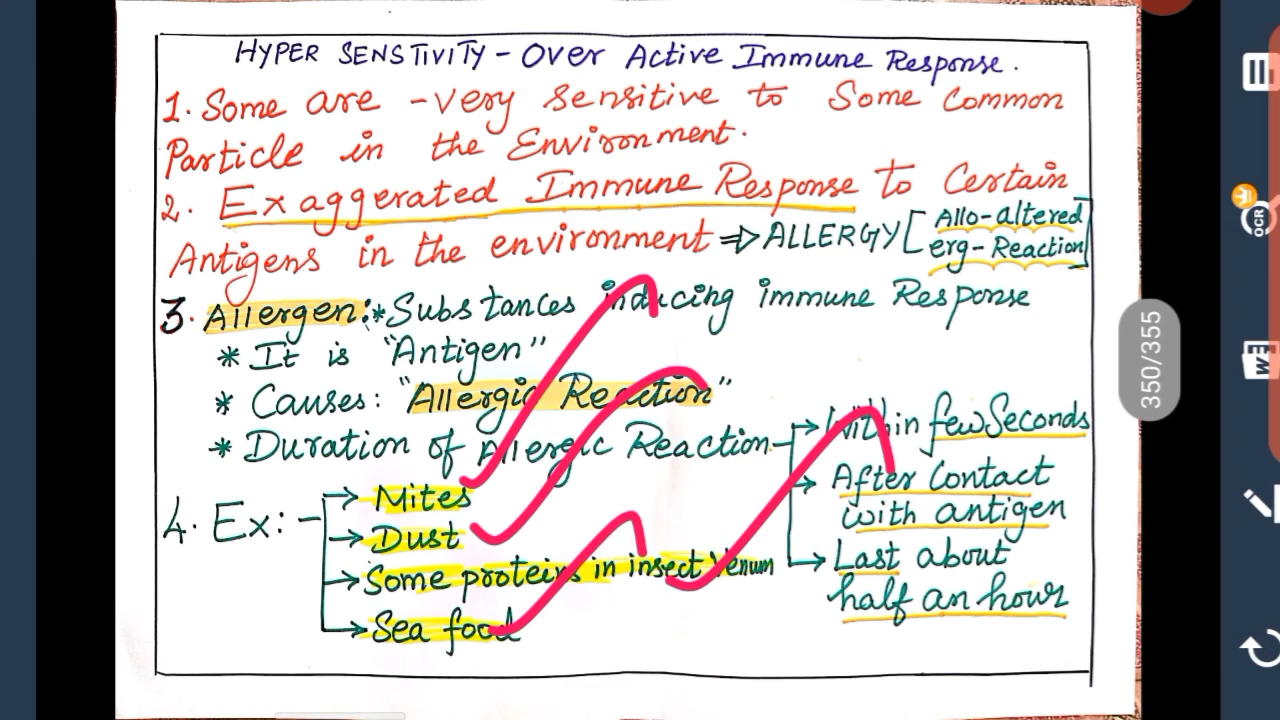 HYPER SENSTIVITY - Over Active Immune Response.
1. Some are - very sensitive to Some Common
Particle in the Environment.
2. Exaggerated Immune Response to Certain
Antigens in the environment ⇒ ALLERGY [Allo-altered
erg-Reaction]
3. Allergen: * Substances inducing immune Response
* It is "Antigen"
* Causes: "Allergic Reaction"
* Duration of Allergic Reaction
→ Within few Seconds
→ After Contact
with antigen
→ Last about
half an hour
4. Ex: - → Mites
→ Dust
→ Some proteins in insect Venum
→ Sea food
350/355
OCR
W